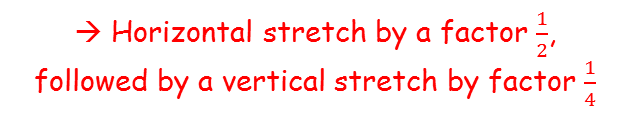 → Horizontal stretch by a factor 1/2,
followed by a vertical stretch by factor 1/4